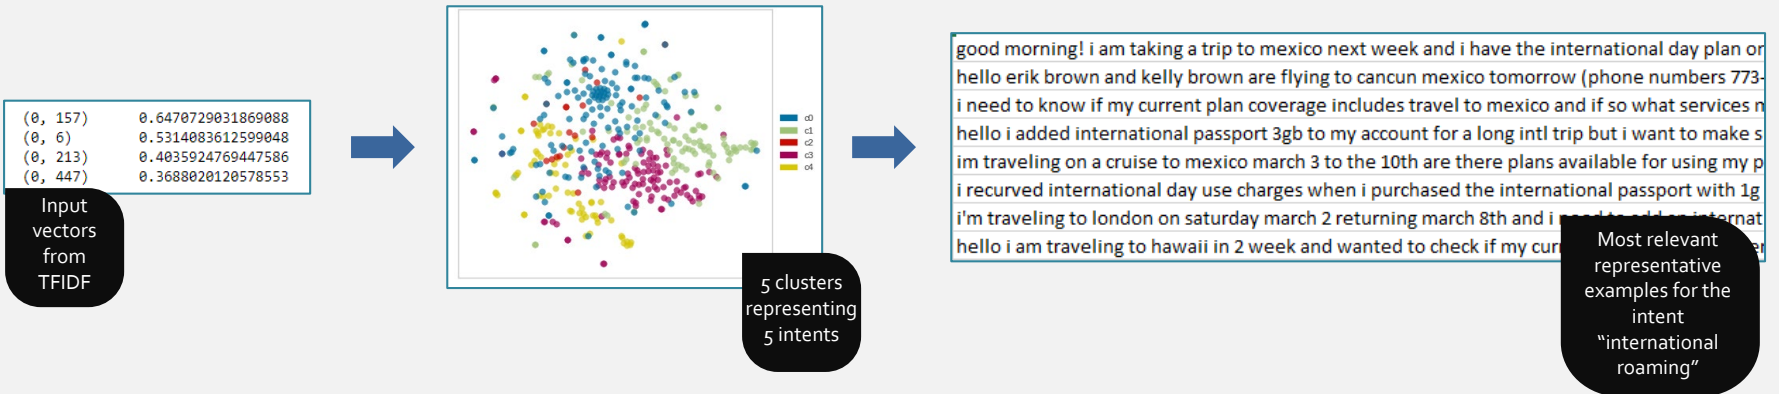 (0, 157) 0.6470729031869088
(0, 6) 0.5314083612599048
(0, 213) 0.4035924769447586
(0, 447) 0.3688020120578553
Input
vectors
from
TFIDF
c0
c1
c2
c3
c4
5 clusters
representing
5 intents
good morning! i am taking a trip to mexico next week and i have the international day plan or
hello erik brown and kelly brown are flying to cancun mexico tomorrow (phone numbers 773-
i need to know if my current plan coverage includes travel to mexico and if so what services
hello i added international passport 3gb to my account for a long intl trip but i want to make s
im traveling on a cruise to mexico march 3 to the 10th are there plans available for using my p
i recurved international day use charges when i purchased the international passport with 1g
i'm traveling to london on saturday march 2 returning march 8th and i need to add an internat
hello i am traveling to hawaii in 2 week and wanted to check if my curr
Most relevant
representative
examples for the
intent
"international
roaming"